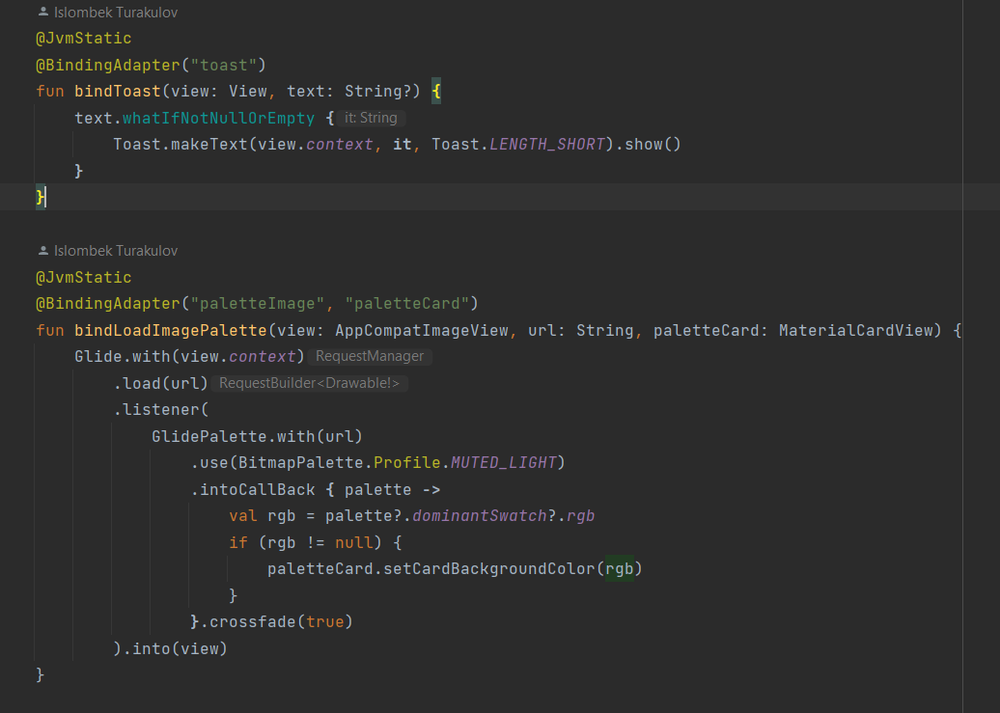 Islombek Turakulov
@JvmStatic
@BindingAdapter("toast")
fun bindToast(view: View, text: String?) {
    text.whatIfNotNullOrEmpty { it: String
        Toast.makeText(view.context, it, Toast.LENGTH_SHORT).show()
    }
}
Islombek Turakulov
@JvmStatic
@BindingAdapter("paletteImage", "paletteCard")
fun bindLoadImagePalette(view: AppCompatImageView, url: String, paletteCard: MaterialCardView) {
    Glide.with(view.context) RequestManager
        .load(url) RequestBuilder<Drawable!>
        .listener(
            GlidePalette.with(url)
                .use(BitmapPalette.Profile.MUTED_LIGHT)
                .intoCallBack { palette ->
                    val rgb = palette?.dominantSwatch?.rgb
                    if (rgb != null) {
                        paletteCard.setCardBackgroundColor(rgb)
                    }
                }.crossfade(true)
        ).into(view)
}